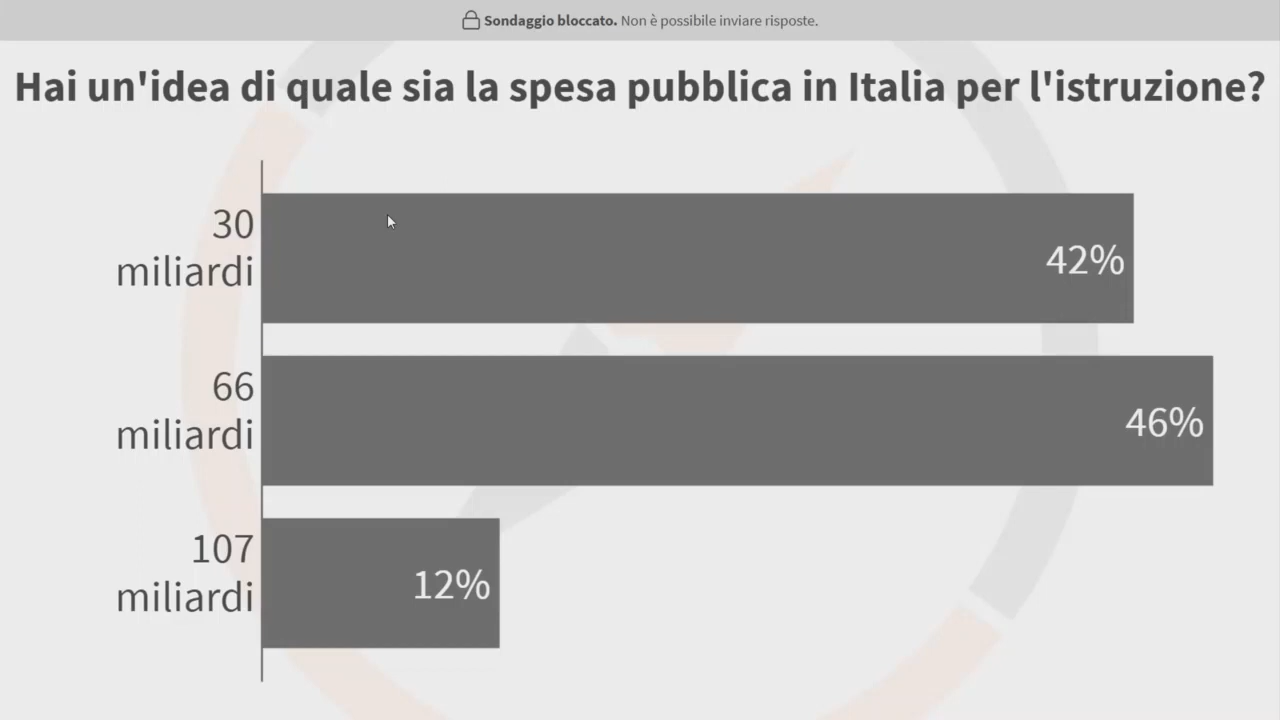 Sondaggio bloccato. Non è possibile inviare risposte.
Hai un'idea di quale sia la spesa pubblica in Italia per l'istruzione?
30
miliardi
42%
66
miliardi
46%
107
miliardi
12%